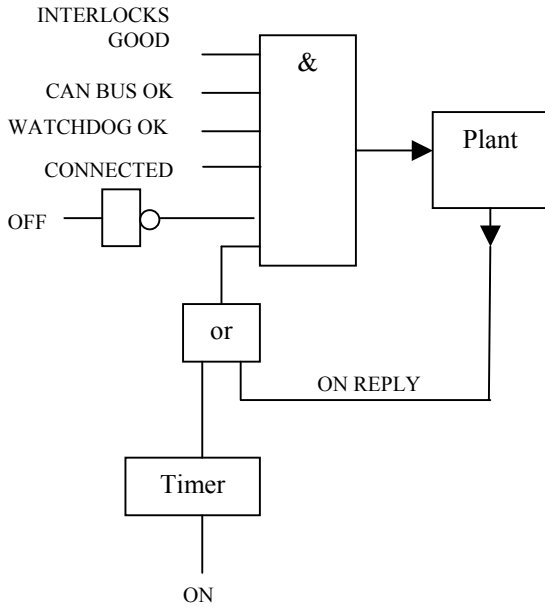 INTERLOCKS
GOOD
&
CAN BUS OK
Plant
WATCHDOG OK
CONNECTED
OFF
or
ON REPLY
Timer
ON